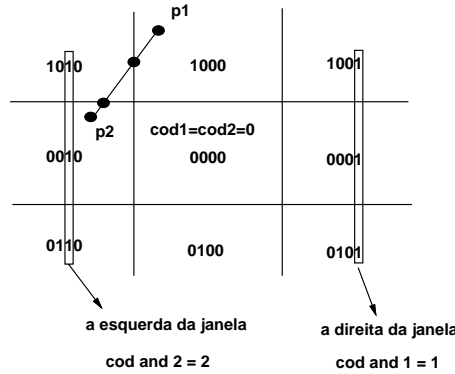 p1
1010 1000 1001
p2
cod1=cod2=0
0010 0000 0001
0110 0100 0101
a esquerda da janela
cod and 2 = 2
a direita da janela
cod and 1 = 1